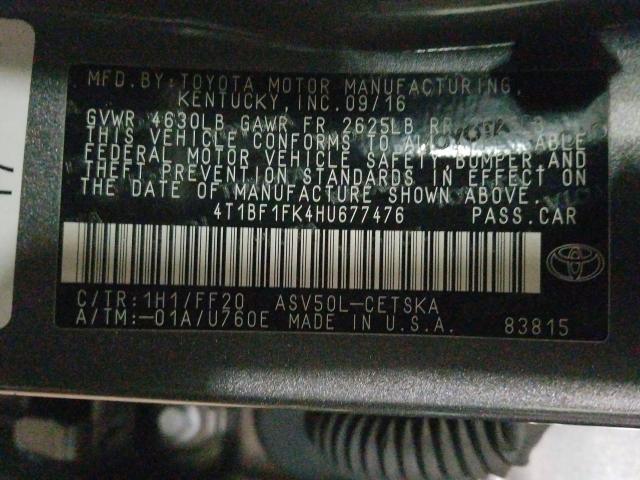 MFD. BY: TOYOTA MOTOR MANUFACTURING,
KENTUCKY, INC. 09/16
GVWR 4630LB GAWR FR 2625LB RR
THIS VEHICLE CONFORMS TO
FEDERAL MOTOR VEHICLE SAFETY BUMPER, AND
THEFT PREVENTION STANDARDS IN EFFECT ON
THE DATE OF MANUFACTURE SHOWN ABOVE.
4T1BF1FK4HU677476 PASS.CAR
C/TR: 1H1/FF20 ASV50L-CETSKA
A/TM:-01A/U760E MADE IN U.S.A. 83815
TOYOTA